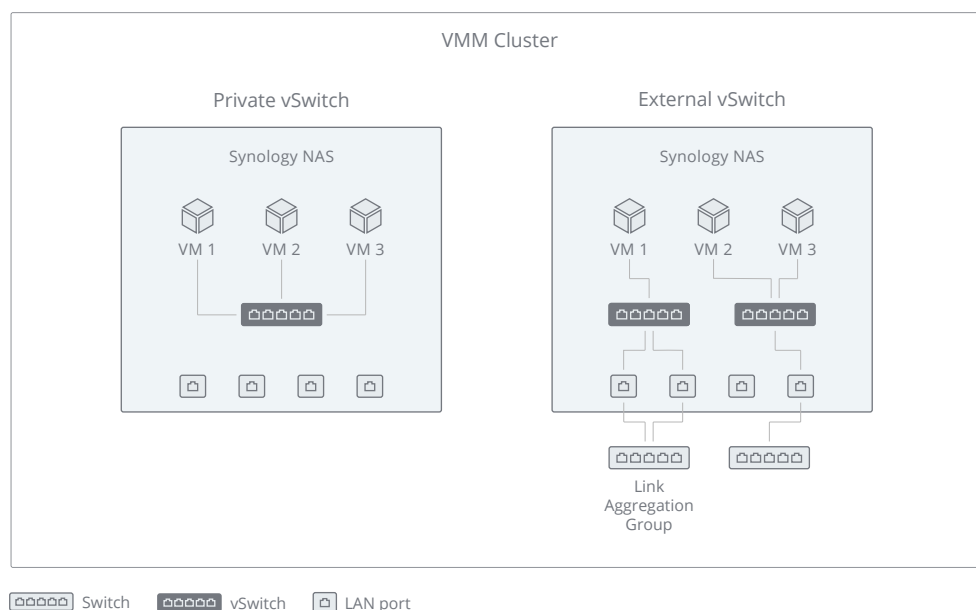 VMM Cluster
Private vSwitch
External vSwitch
Synology NAS
Synology NAS
VM 1
VM 2
VM 3
VM 1
VM 2
VM 3
Link
Aggregation
Group
Switch
vSwitch
LAN port